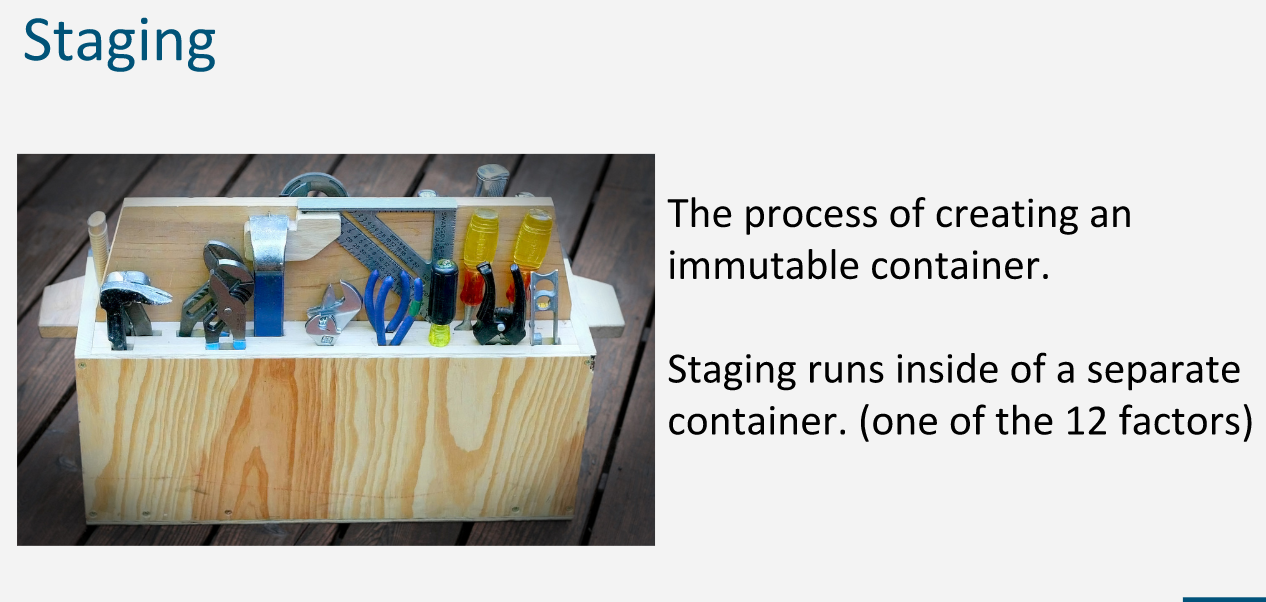 Staging
The process of creating an
immutable container.
Staging runs inside of a separate
container. (one of the 12 factors)